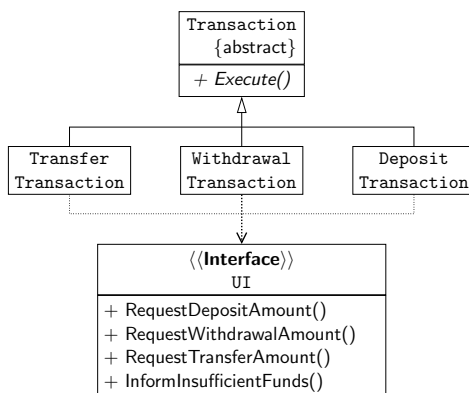 Transaction
{abstract}
+ Execute()
Transfer Transaction
Withdrawal Transaction
Deposit Transaction
⟨⟨Interface⟩⟩
UI
+ RequestDepositAmount()
+ RequestWithdrawalAmount()
+ RequestTransferAmount()
+ InformInsufficientFunds()